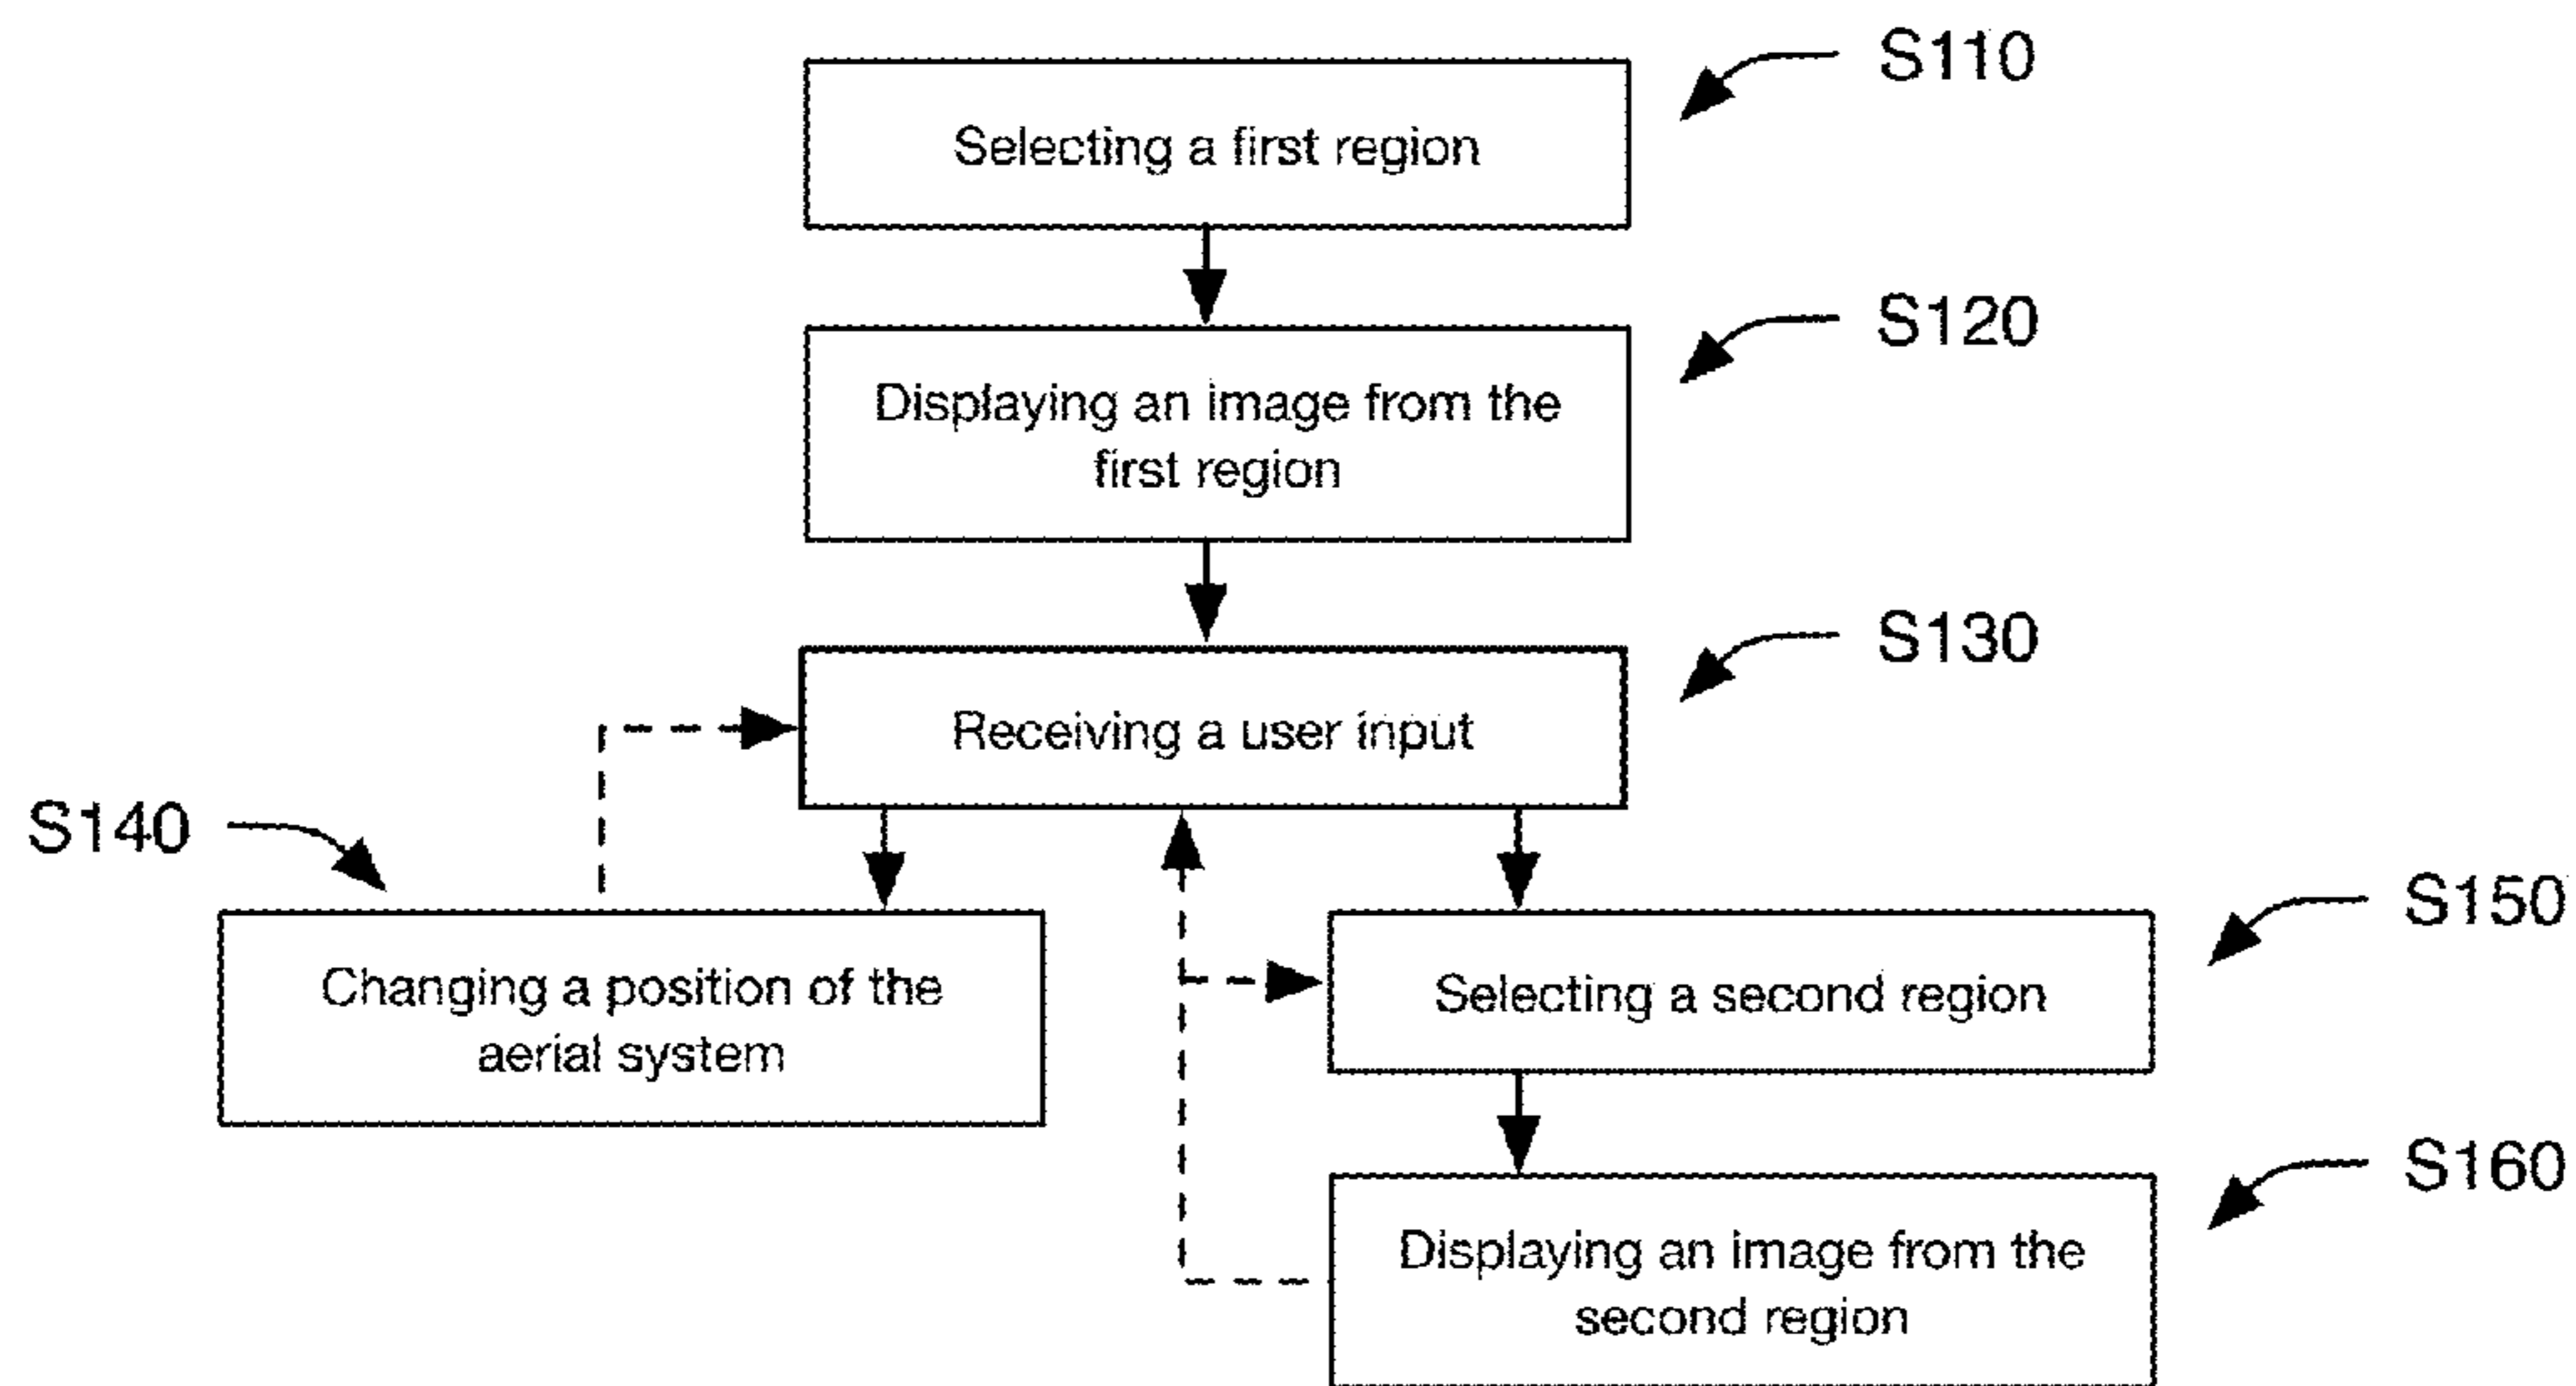 S110
Selecting a first region
S120
Displaying an image from the
first region
S130
Receiving a user input
S140
Changing a position of the
aerial system
S150
Selecting a second region
S160
Displaying an image from the
second region